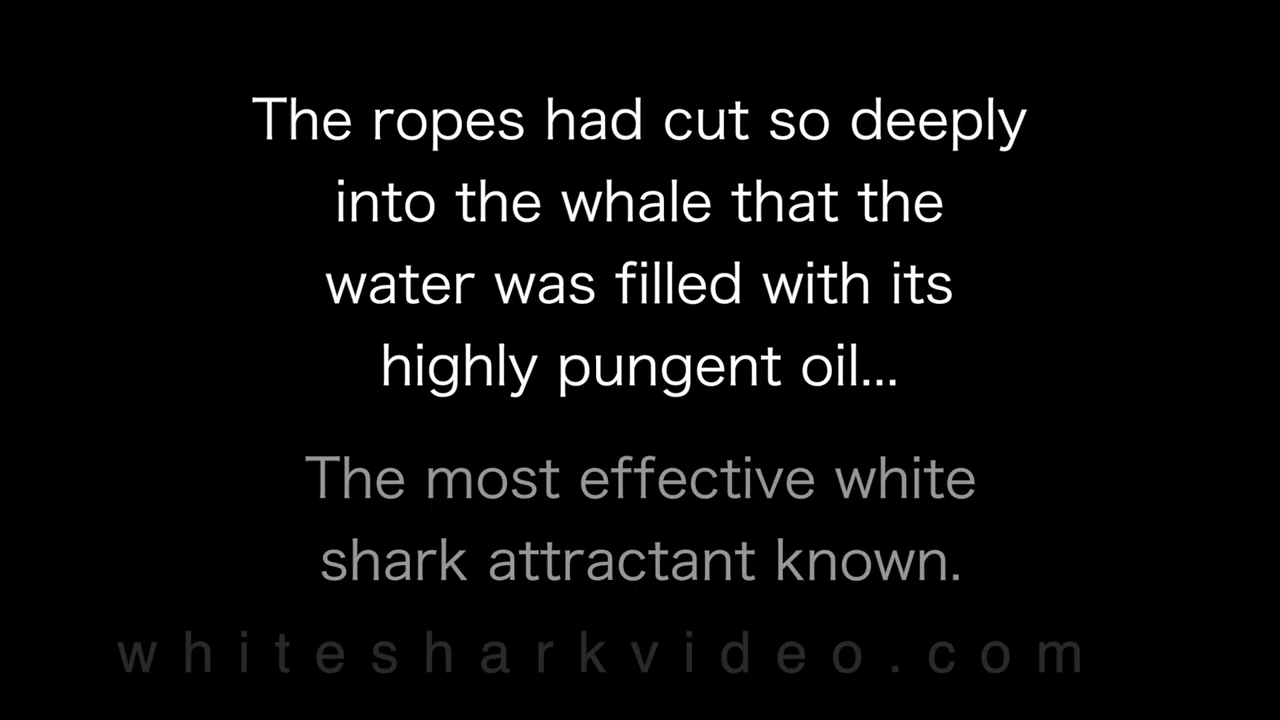 The ropes had cut so deeply
into the whale that the
water was filled with its
highly pungent oil...
The most effective white
shark attractant known.
whitesharkvideo.com